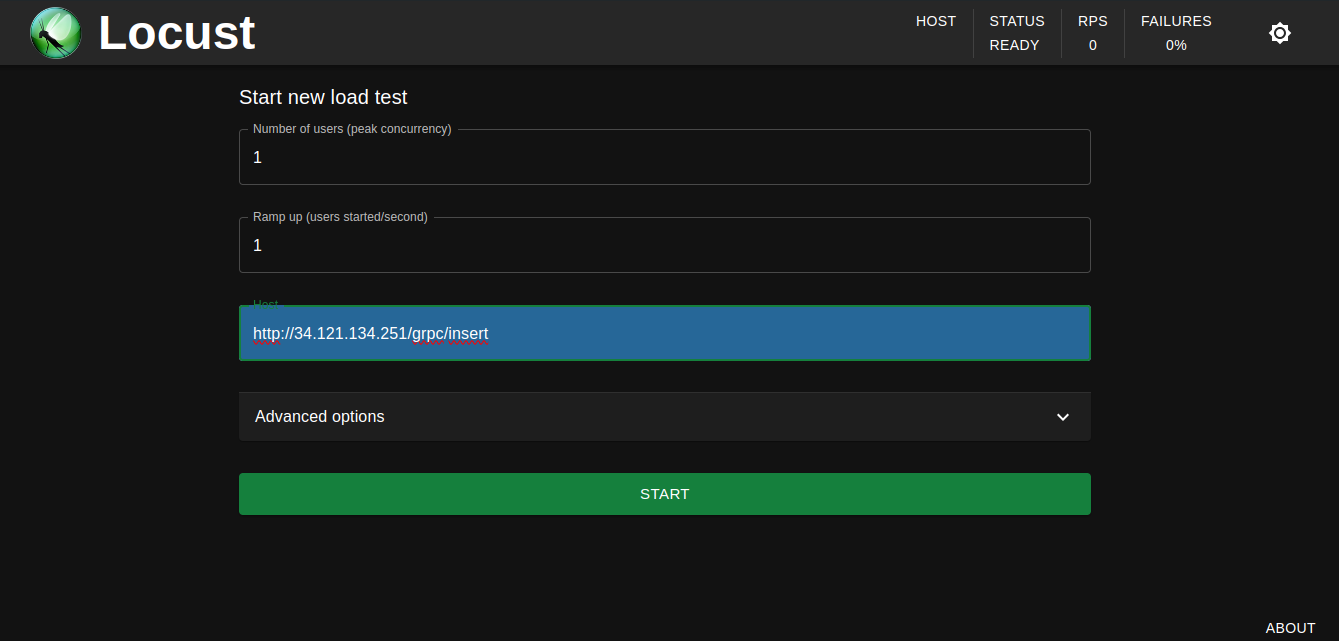 Locust
HOST
STATUS
READY
RPS
0
FAILURES
0%
Start new load test
Number of users (peak concurrency)
1
Ramp up (users started/second)
1
Host
http://34.121.134.251/grpc/insert
Advanced options
START
ABOUT